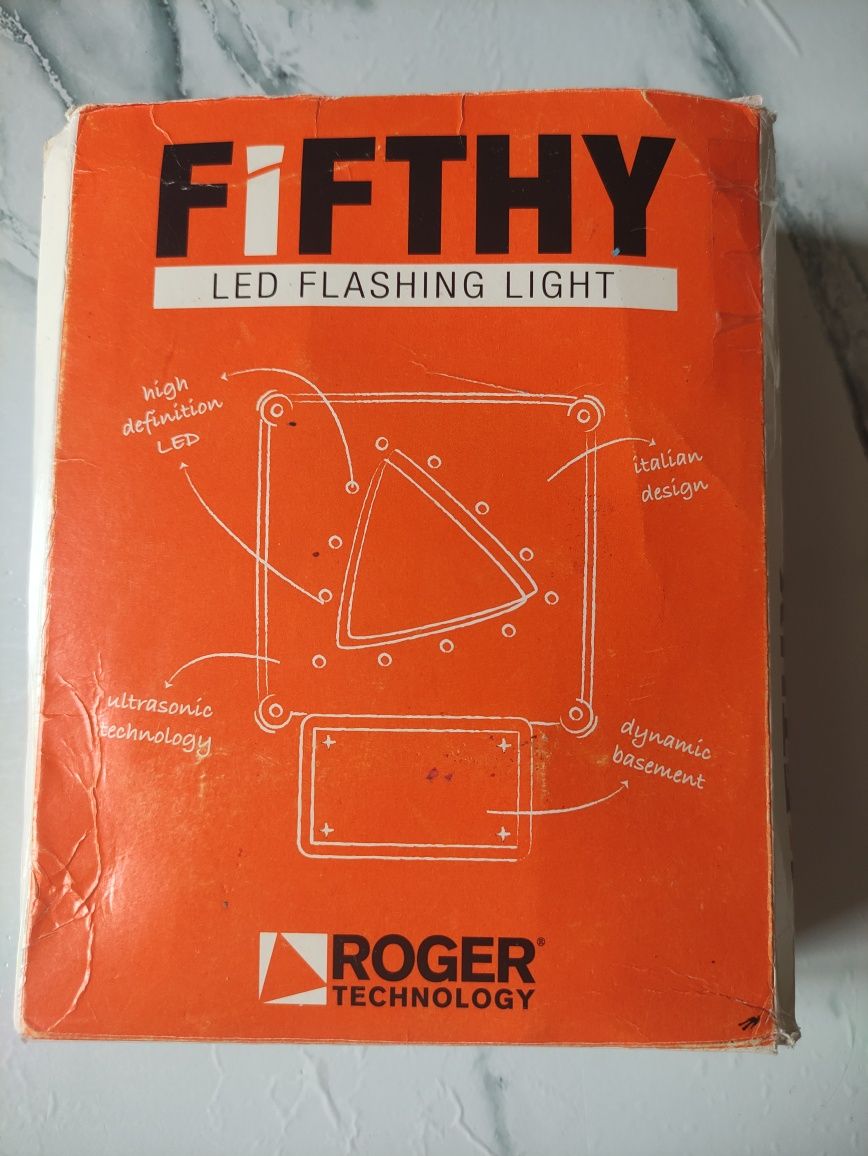 FiFTHY
LED FLASHING LIGHT
high
definition
LED
italian
design
ultrasonic
technology
dynamic
basement
ROGER®
TECHNOLOGY